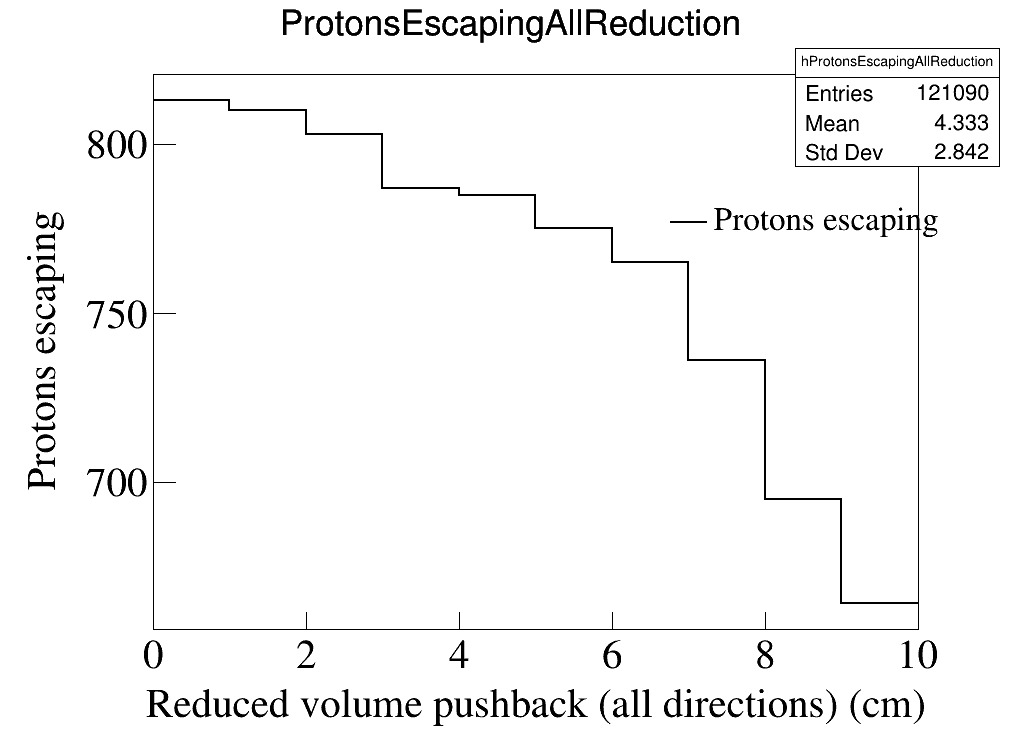 ProtonsEscapingAllReduction
hProtonsEscapingAllReduction
Entries 121090
Mean 4.333
Std Dev 2.842
Protons escaping
800
750
700
Protons escaping
0 2 4 6 8 10
Reduced volume pushback (all directions) (cm)